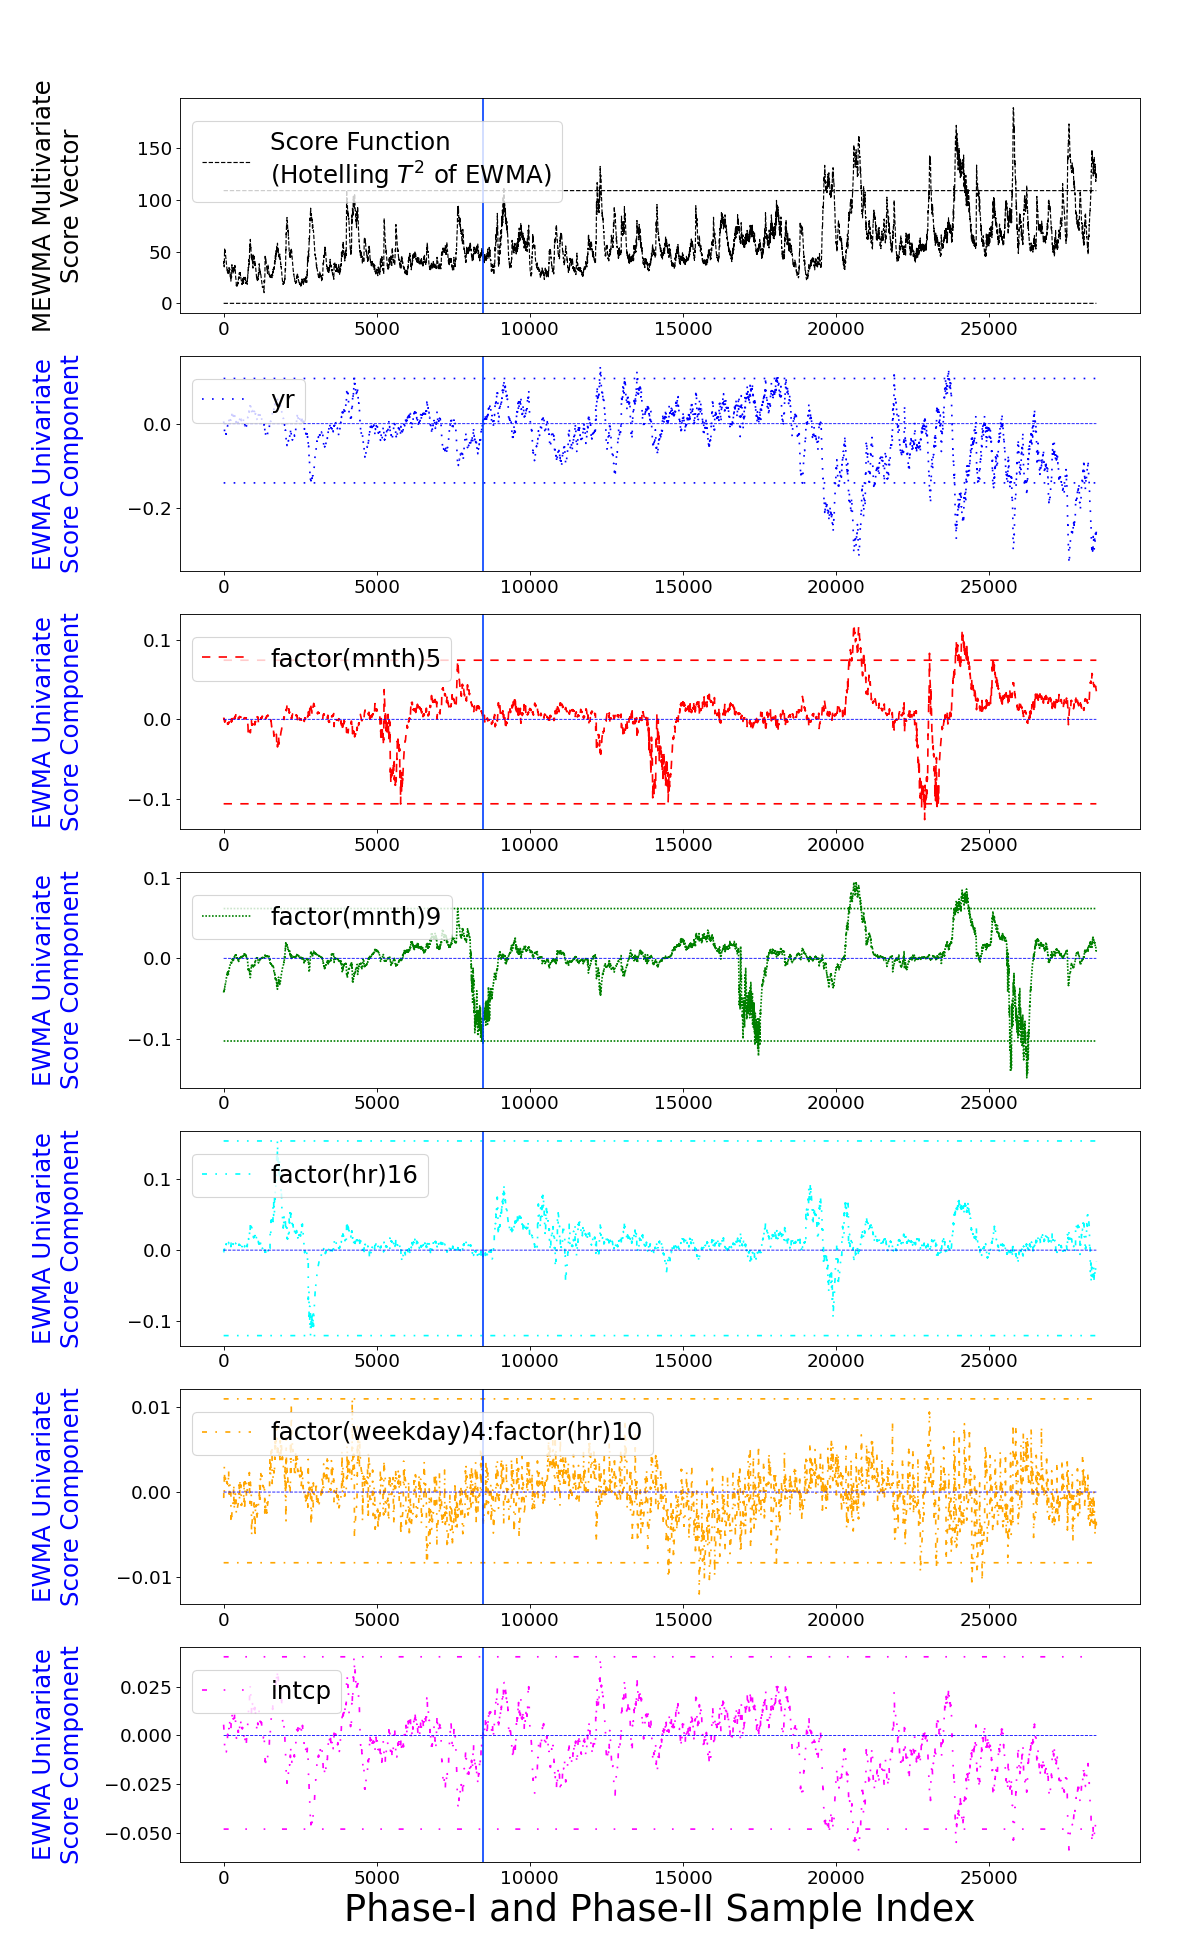 MEWMA Multivariate
Score Vector
Score Function
(Hotelling T² of EWMA)
150
100
50
0
0 5000 10000 15000 20000 25000
EWMA Univariate
Score Component
yr
0.0
−0.2
0 5000 10000 15000 20000 25000
EWMA Univariate
Score Component
factor(mnth)5
0.1
0.0
−0.1
0 5000 10000 15000 20000 25000
EWMA Univariate
Score Component
factor(mnth)9
0.1
0.0
−0.1
0 5000 10000 15000 20000 25000
EWMA Univariate
Score Component
factor(hr)16
0.1
0.0
−0.1
0 5000 10000 15000 20000 25000
EWMA Univariate
Score Component
factor(weekday)4:factor(hr)10
0.01
0.00
−0.01
0 5000 10000 15000 20000 25000
EWMA Univariate
Score Component
intcp
0.025
0.000
−0.025
−0.050
0 5000 10000 15000 20000 25000
Phase-I and Phase-II Sample Index